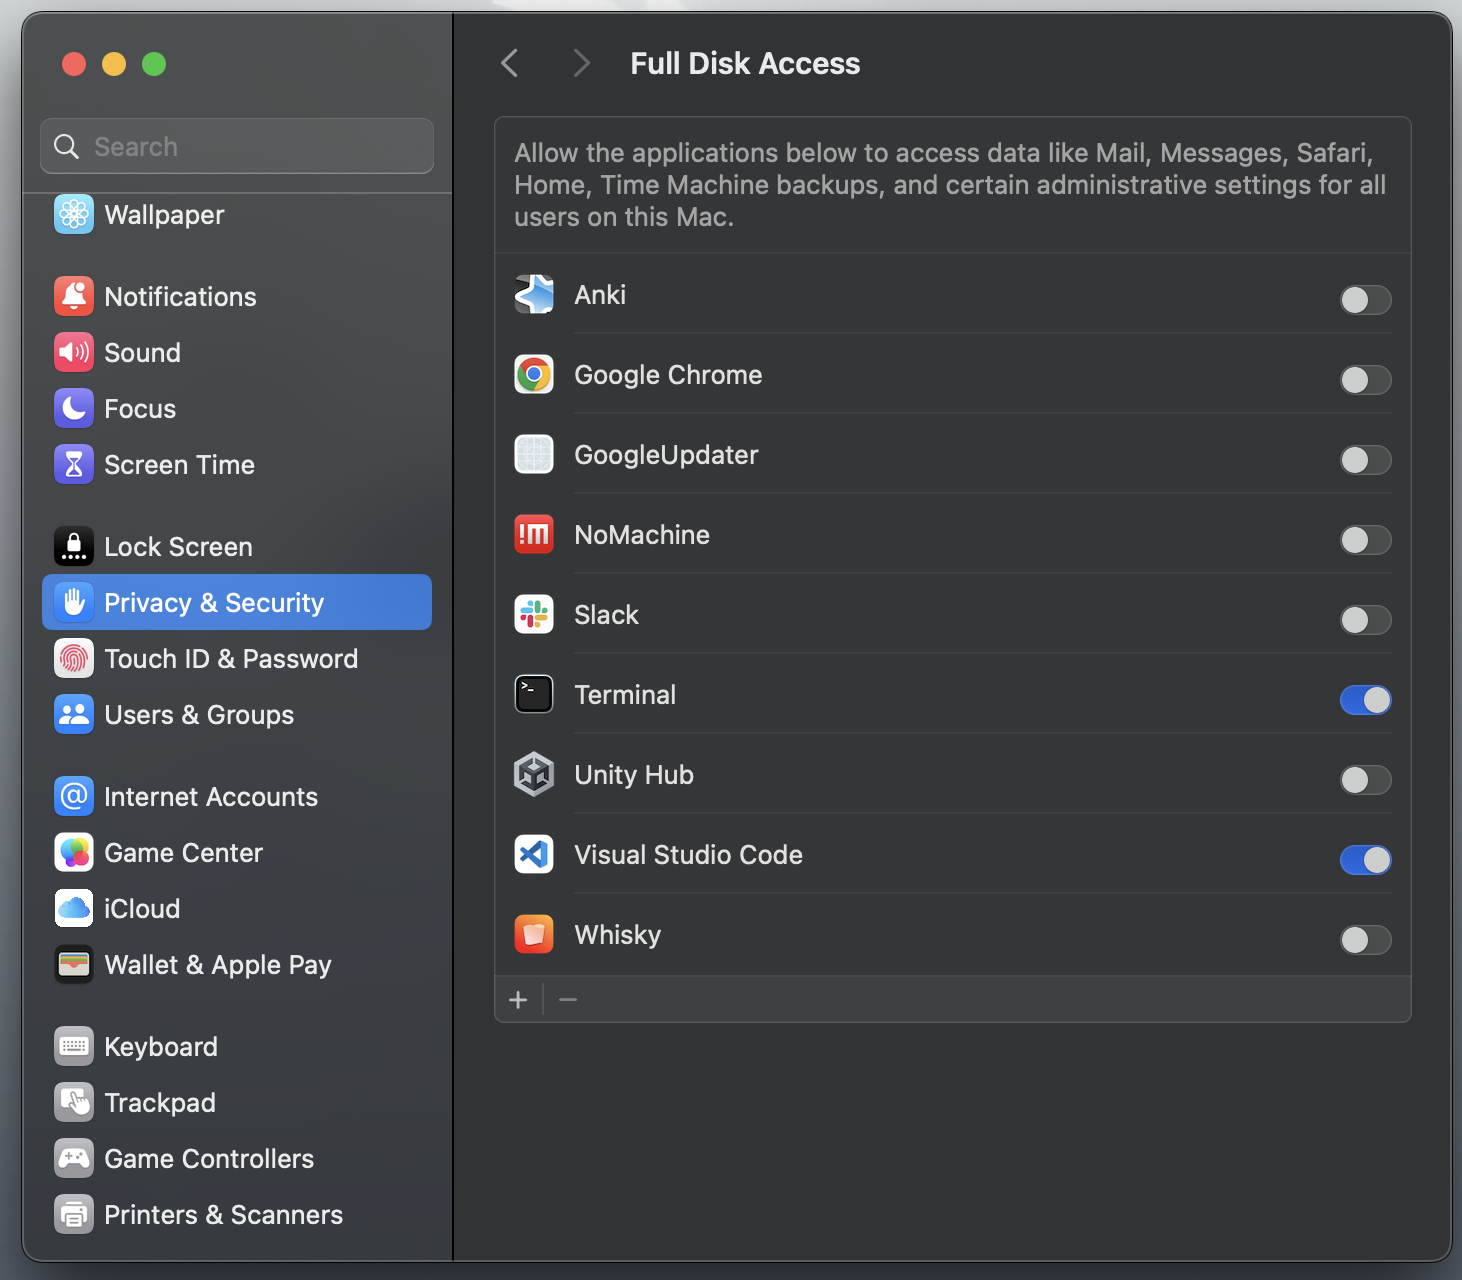 Search
Wallpaper
Notifications
Sound
Focus
Screen Time
Lock Screen
Privacy & Security
Touch ID & Password
Users & Groups
Internet Accounts
Game Center
iCloud
Wallet & Apple Pay
Keyboard
Trackpad
Game Controllers
Printers & Scanners
Full Disk Access
Allow the applications below to access data like Mail, Messages, Safari,
Home, Time Machine backups, and certain administrative settings for all
users on this Mac.
Anki
Google Chrome
GoogleUpdater
NoMachine
Slack
Terminal
Unity Hub
Visual Studio Code
Whisky